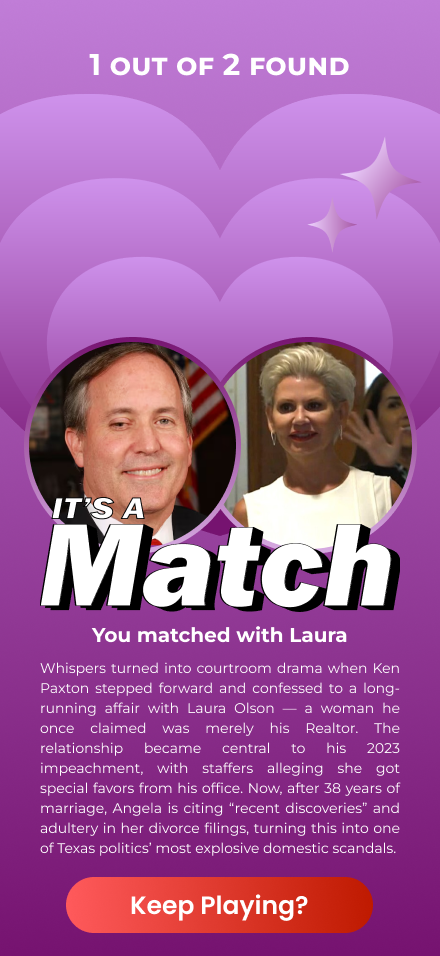 1 OUT OF 2 FOUND
IT'S A
Match
You matched with Laura
Whispers turned into courtroom drama when Ken
Paxton stepped forward and confessed to a long-
running affair with Laura Olson — a woman he
once claimed was merely his Realtor. The
relationship became central to his 2023
impeachment, with staffers alleging she got
special favors from his office. Now, after 38 years of
marriage, Angela is citing “recent discoveries” and
adultery in her divorce filings, turning this into one
of Texas politics’ most explosive domestic scandals.
Keep Playing?